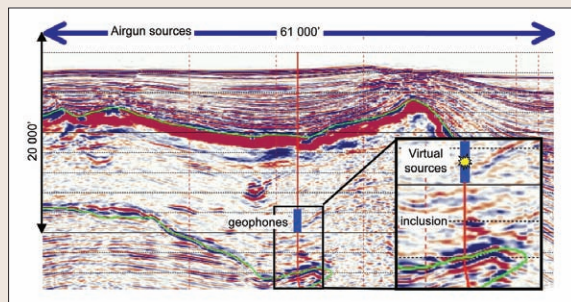 Airgun sources 61 000'
20 000'
Virtual
sources
geophones
inclusion